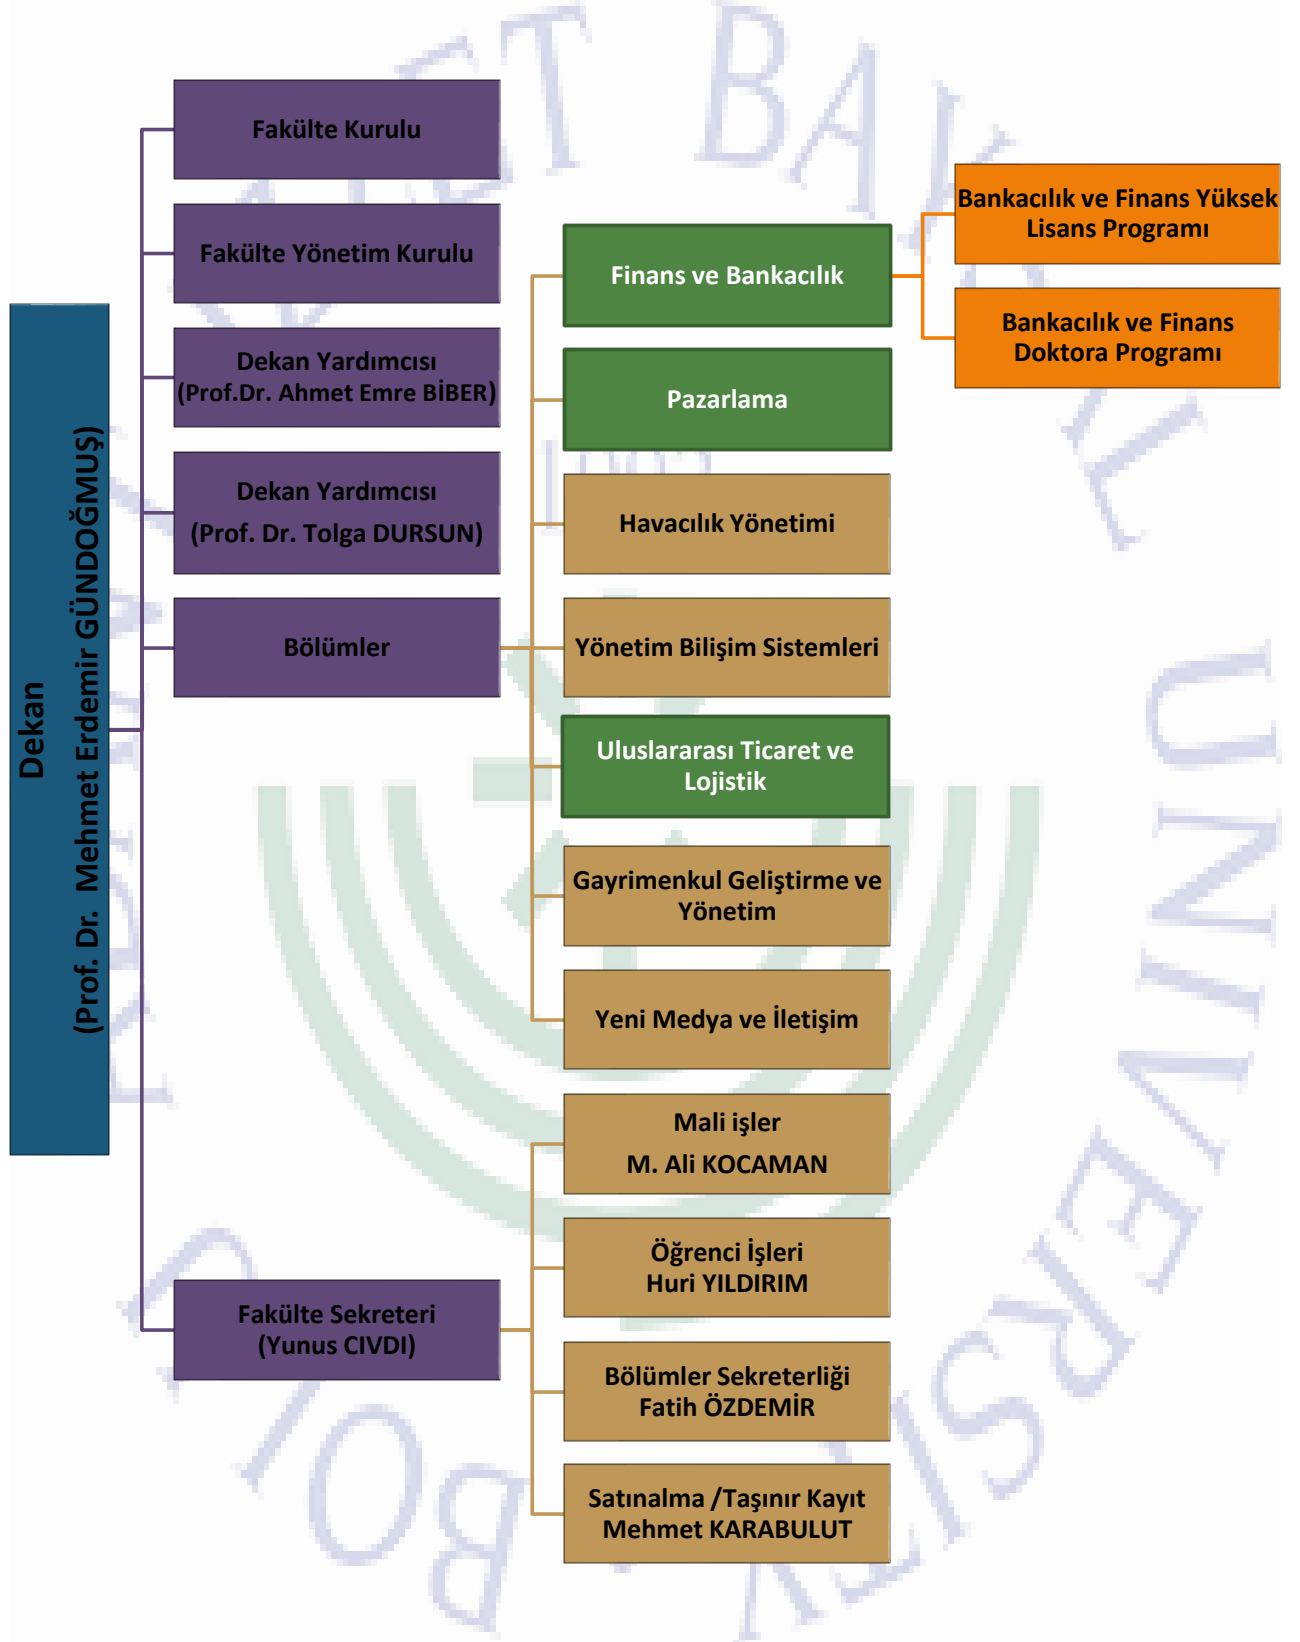 Dekan
(Prof. Dr. Mehmet Erdemir GÜNDOĞMUŞ)
Fakülte Kurulu
Fakülte Yönetim Kurulu
Dekan Yardımcısı
(Prof.Dr. Ahmet Emre BİBER)
Dekan Yardımcısı
(Prof. Dr. Tolga DURSUN)
Bölümler
Finans ve Bankacılık
Bankacılık ve Finans Yüksek
Lisans Programı
Bankacılık ve Finans
Doktora Programı
Pazarlama
Havacılık Yönetimi
Yönetim Bilişim Sistemleri
Uluslararası Ticaret ve
Lojistik
Gayrimenkul Geliştirme ve
Yönetim
Yeni Medya ve İletişim
Fakülte Sekreteri
(Yunus CIVDI)
Mali işler
M. Ali KOCAMAN
Öğrenci İşleri
Huri YILDIRIM
Bölümler Sekreterliği
Fatih ÖZDEMİR
Satınalma /Taşınır Kayıt
Mehmet KARABULUT